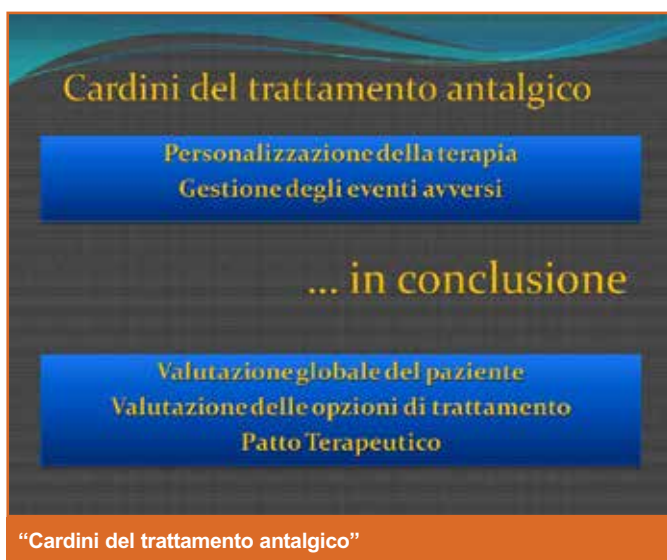 Cardini del trattamento antalgico
Personalizzazione della terapia
Gestione degli eventi avversi
... in conclusione
Valutazione globale del paziente
Valutazione delle opzioni di trattamento
Patto Terapeutico
“Cardini del trattamento antalgico”